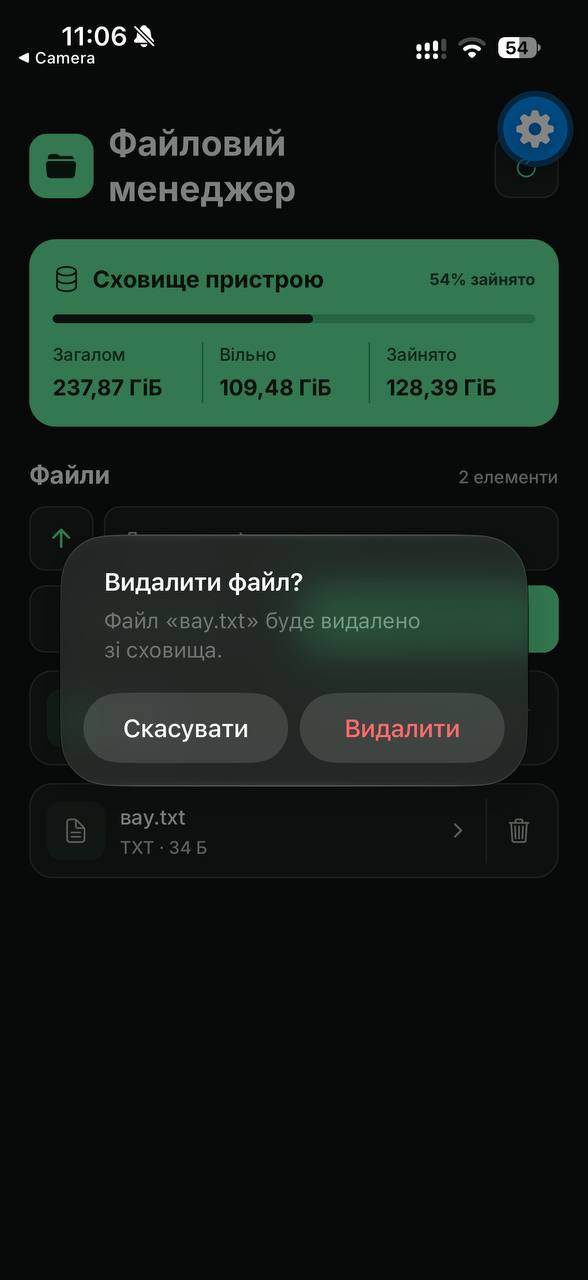 11:06
54
◀ Camera
Файловий
менеджер
Сховище пристрою
54% зайнято
Загалом
Вільно
Зайнято
237,87 ГіБ
109,48 ГіБ
128,39 ГіБ
Файли
2 елементи
Видалити файл?
Файл «вау.txt» буде видалено
зі сховища.
Скасувати
Видалити
вау.txt
TXT · 34 Б